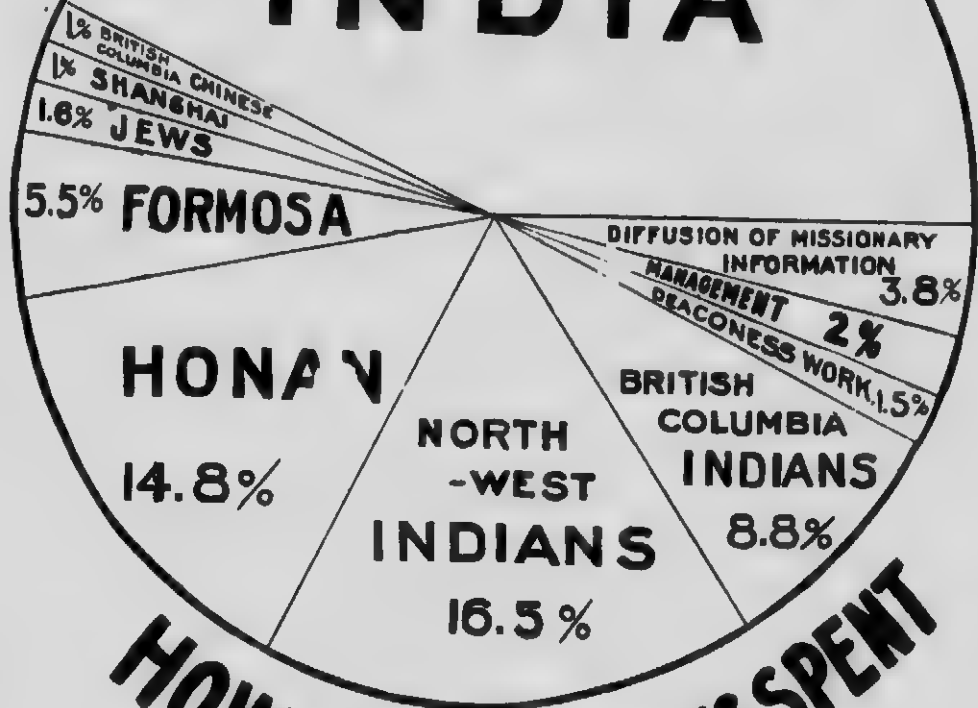 INDIA
1% BRITISH
COLUMBIA CHINESE
1% SHANGHAI
1.6% JEWS
5.5% FORMOSA
DIFFUSION OF MISSIONARY
INFORMATION
3.8%
MANAGEMENT 2%
DEACONESS WORK, 1.5%
HONAN
14.8%
NORTH
-WEST
INDIANS
16.5%
BRITISH
COLUMBIA
INDIANS
8.8%
SPENT